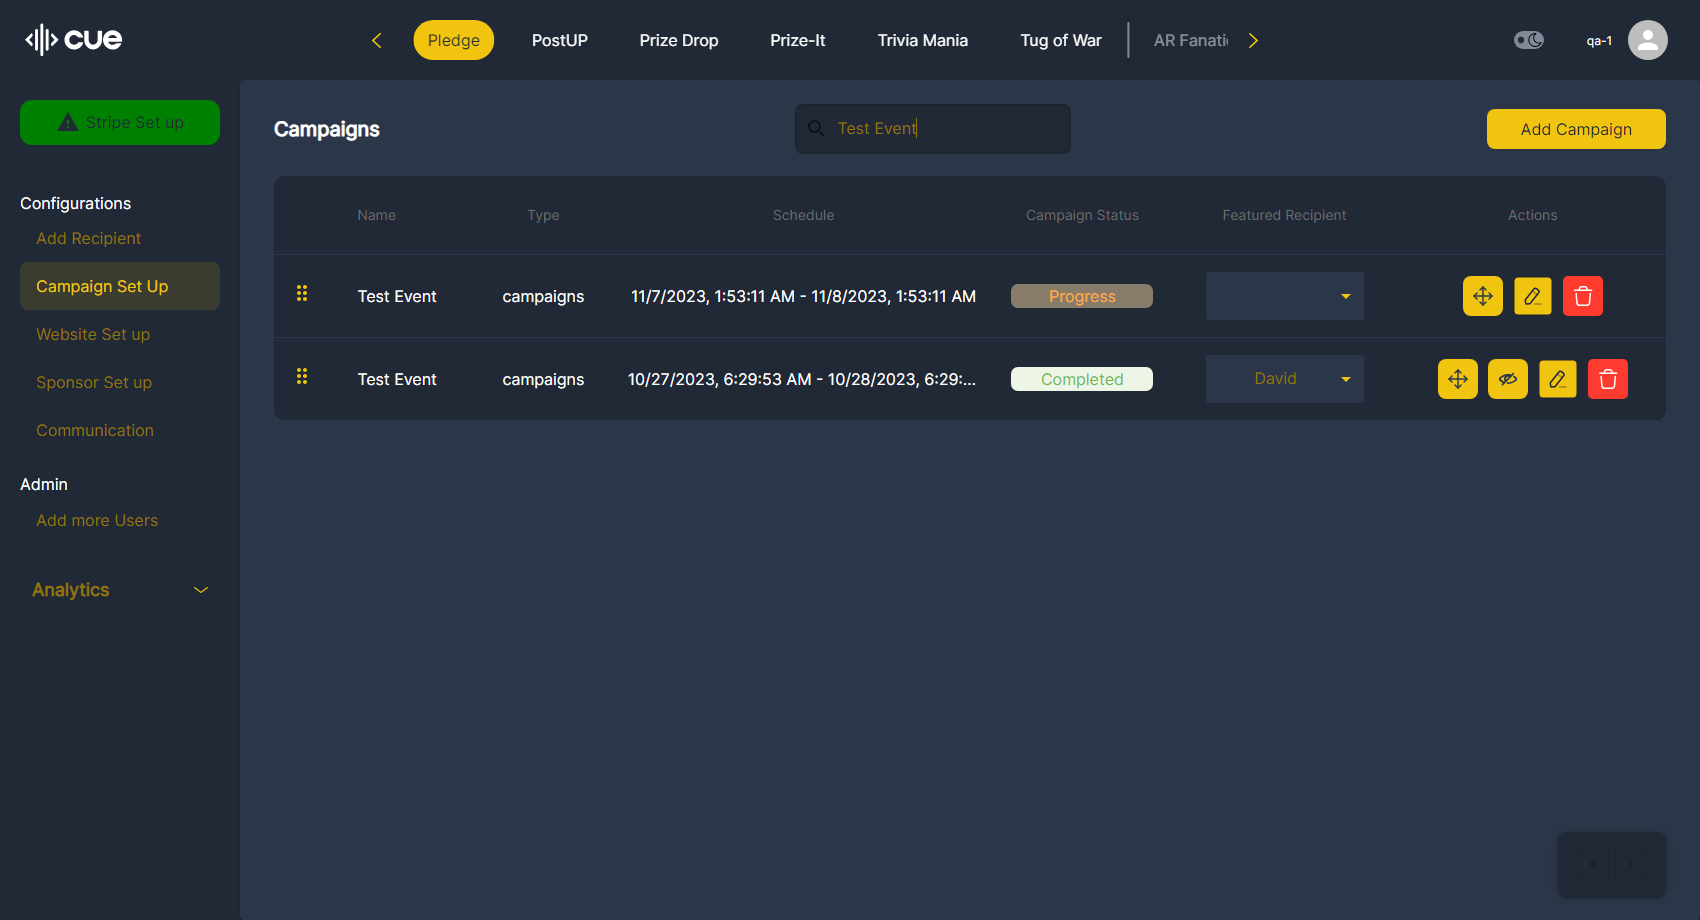 cue
Pledge
PostUP
Prize Drop
Prize-It
Trivia Mania
Tug of War
AR Fanati
qa-1
Stripe Set up
Configurations
Add Recipient
Campaign Set Up
Website Set up
Sponsor Set up
Communication
Admin
Add more Users
Analytics
Campaigns
Test Event
Add Campaign
Name Type Schedule Campaign Status Featured Recipient Actions
Test Event campaigns 11/7/2023, 1:53:11 AM - 11/8/2023, 1:53:11 AM Progress
Test Event campaigns 10/27/2023, 6:29:53 AM - 10/28/2023, 6:29:... Completed David